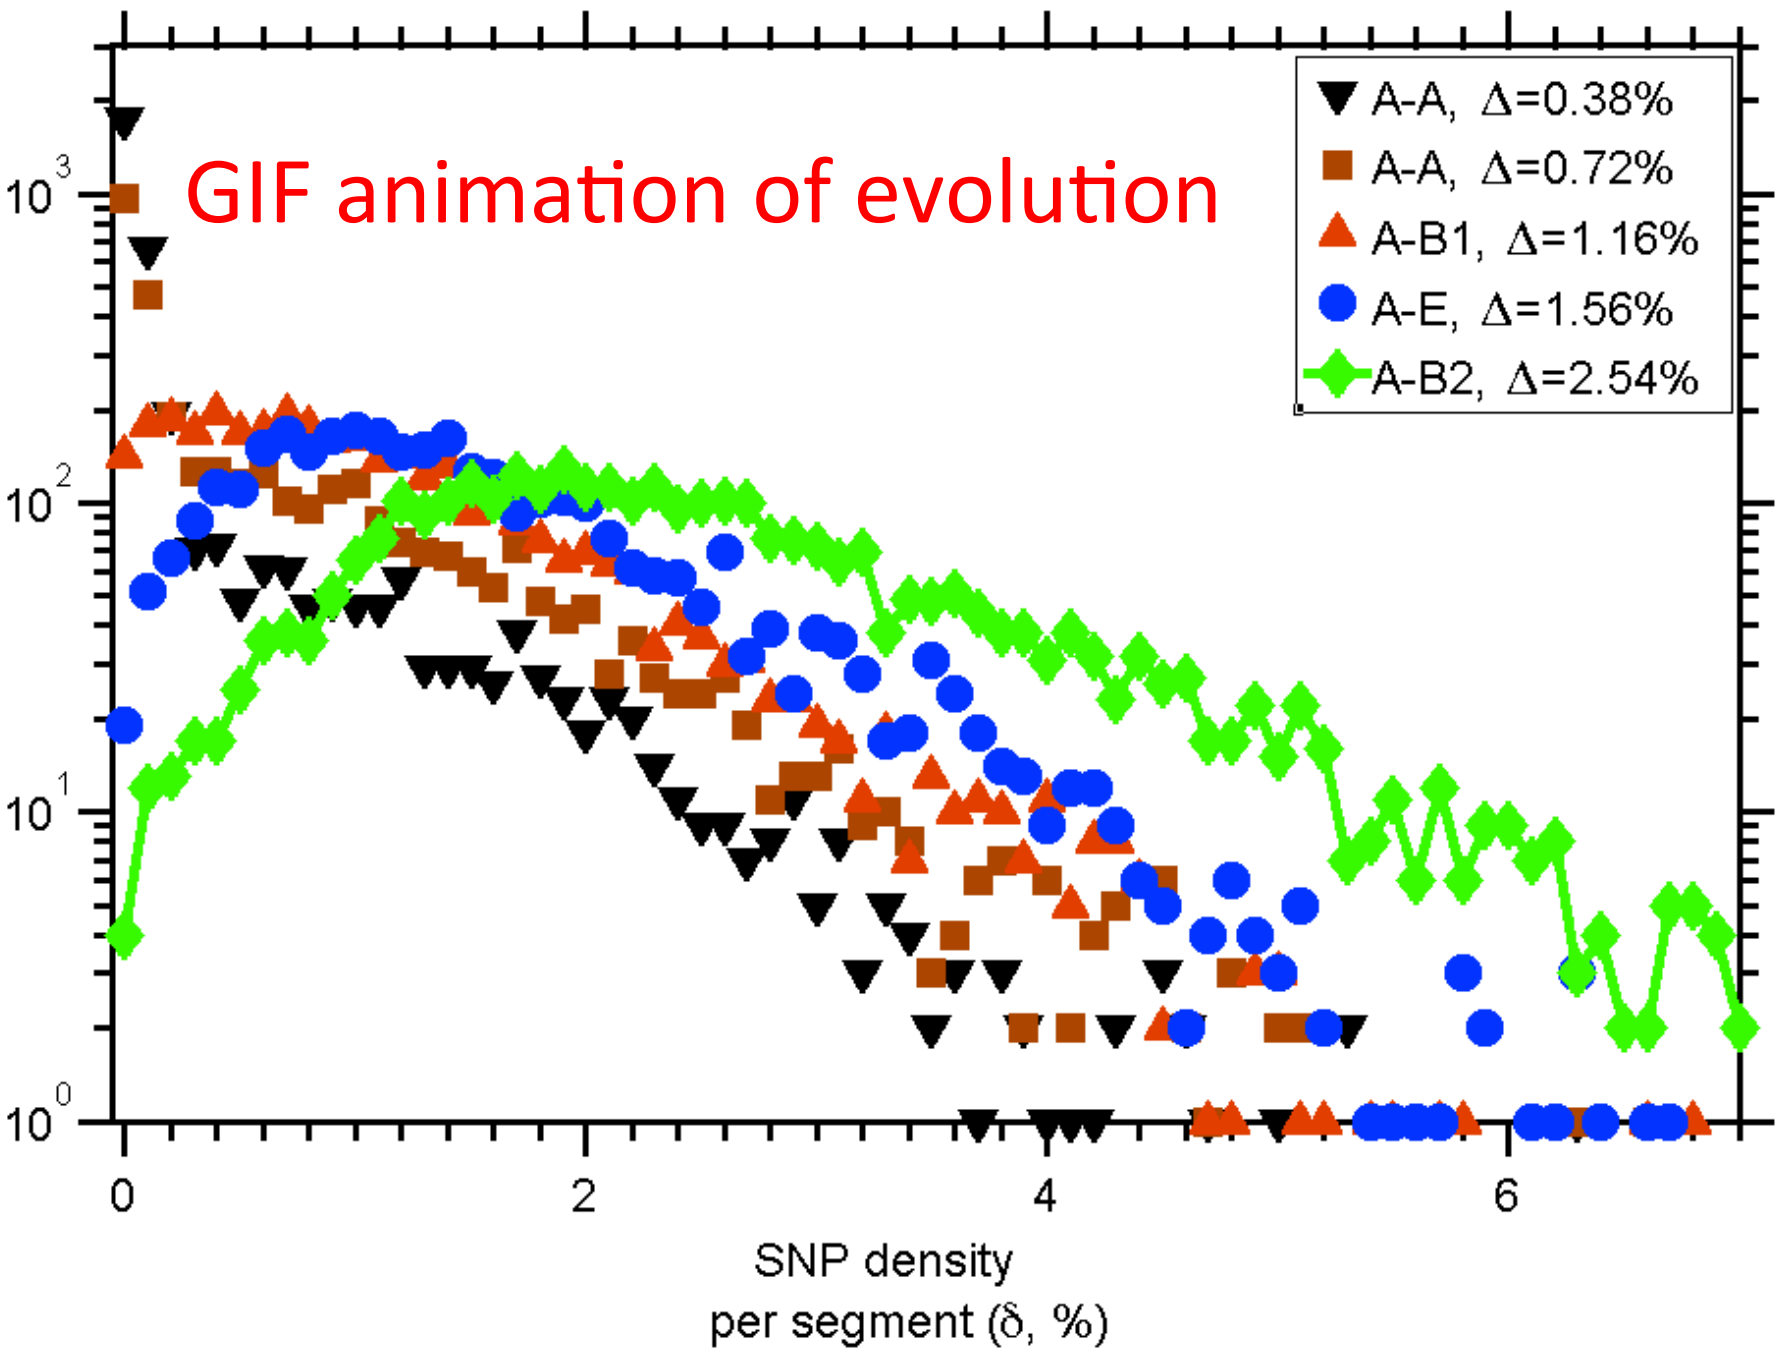 GIF animation of evolution
A-A, Δ=0.38%
A-A, Δ=0.72%
A-B1, Δ=1.16%
A-E, Δ=1.56%
A-B2, Δ=2.54%
10^3
10^2
10^1
10^0
0 2 4 6
SNP density
per segment (δ, %)